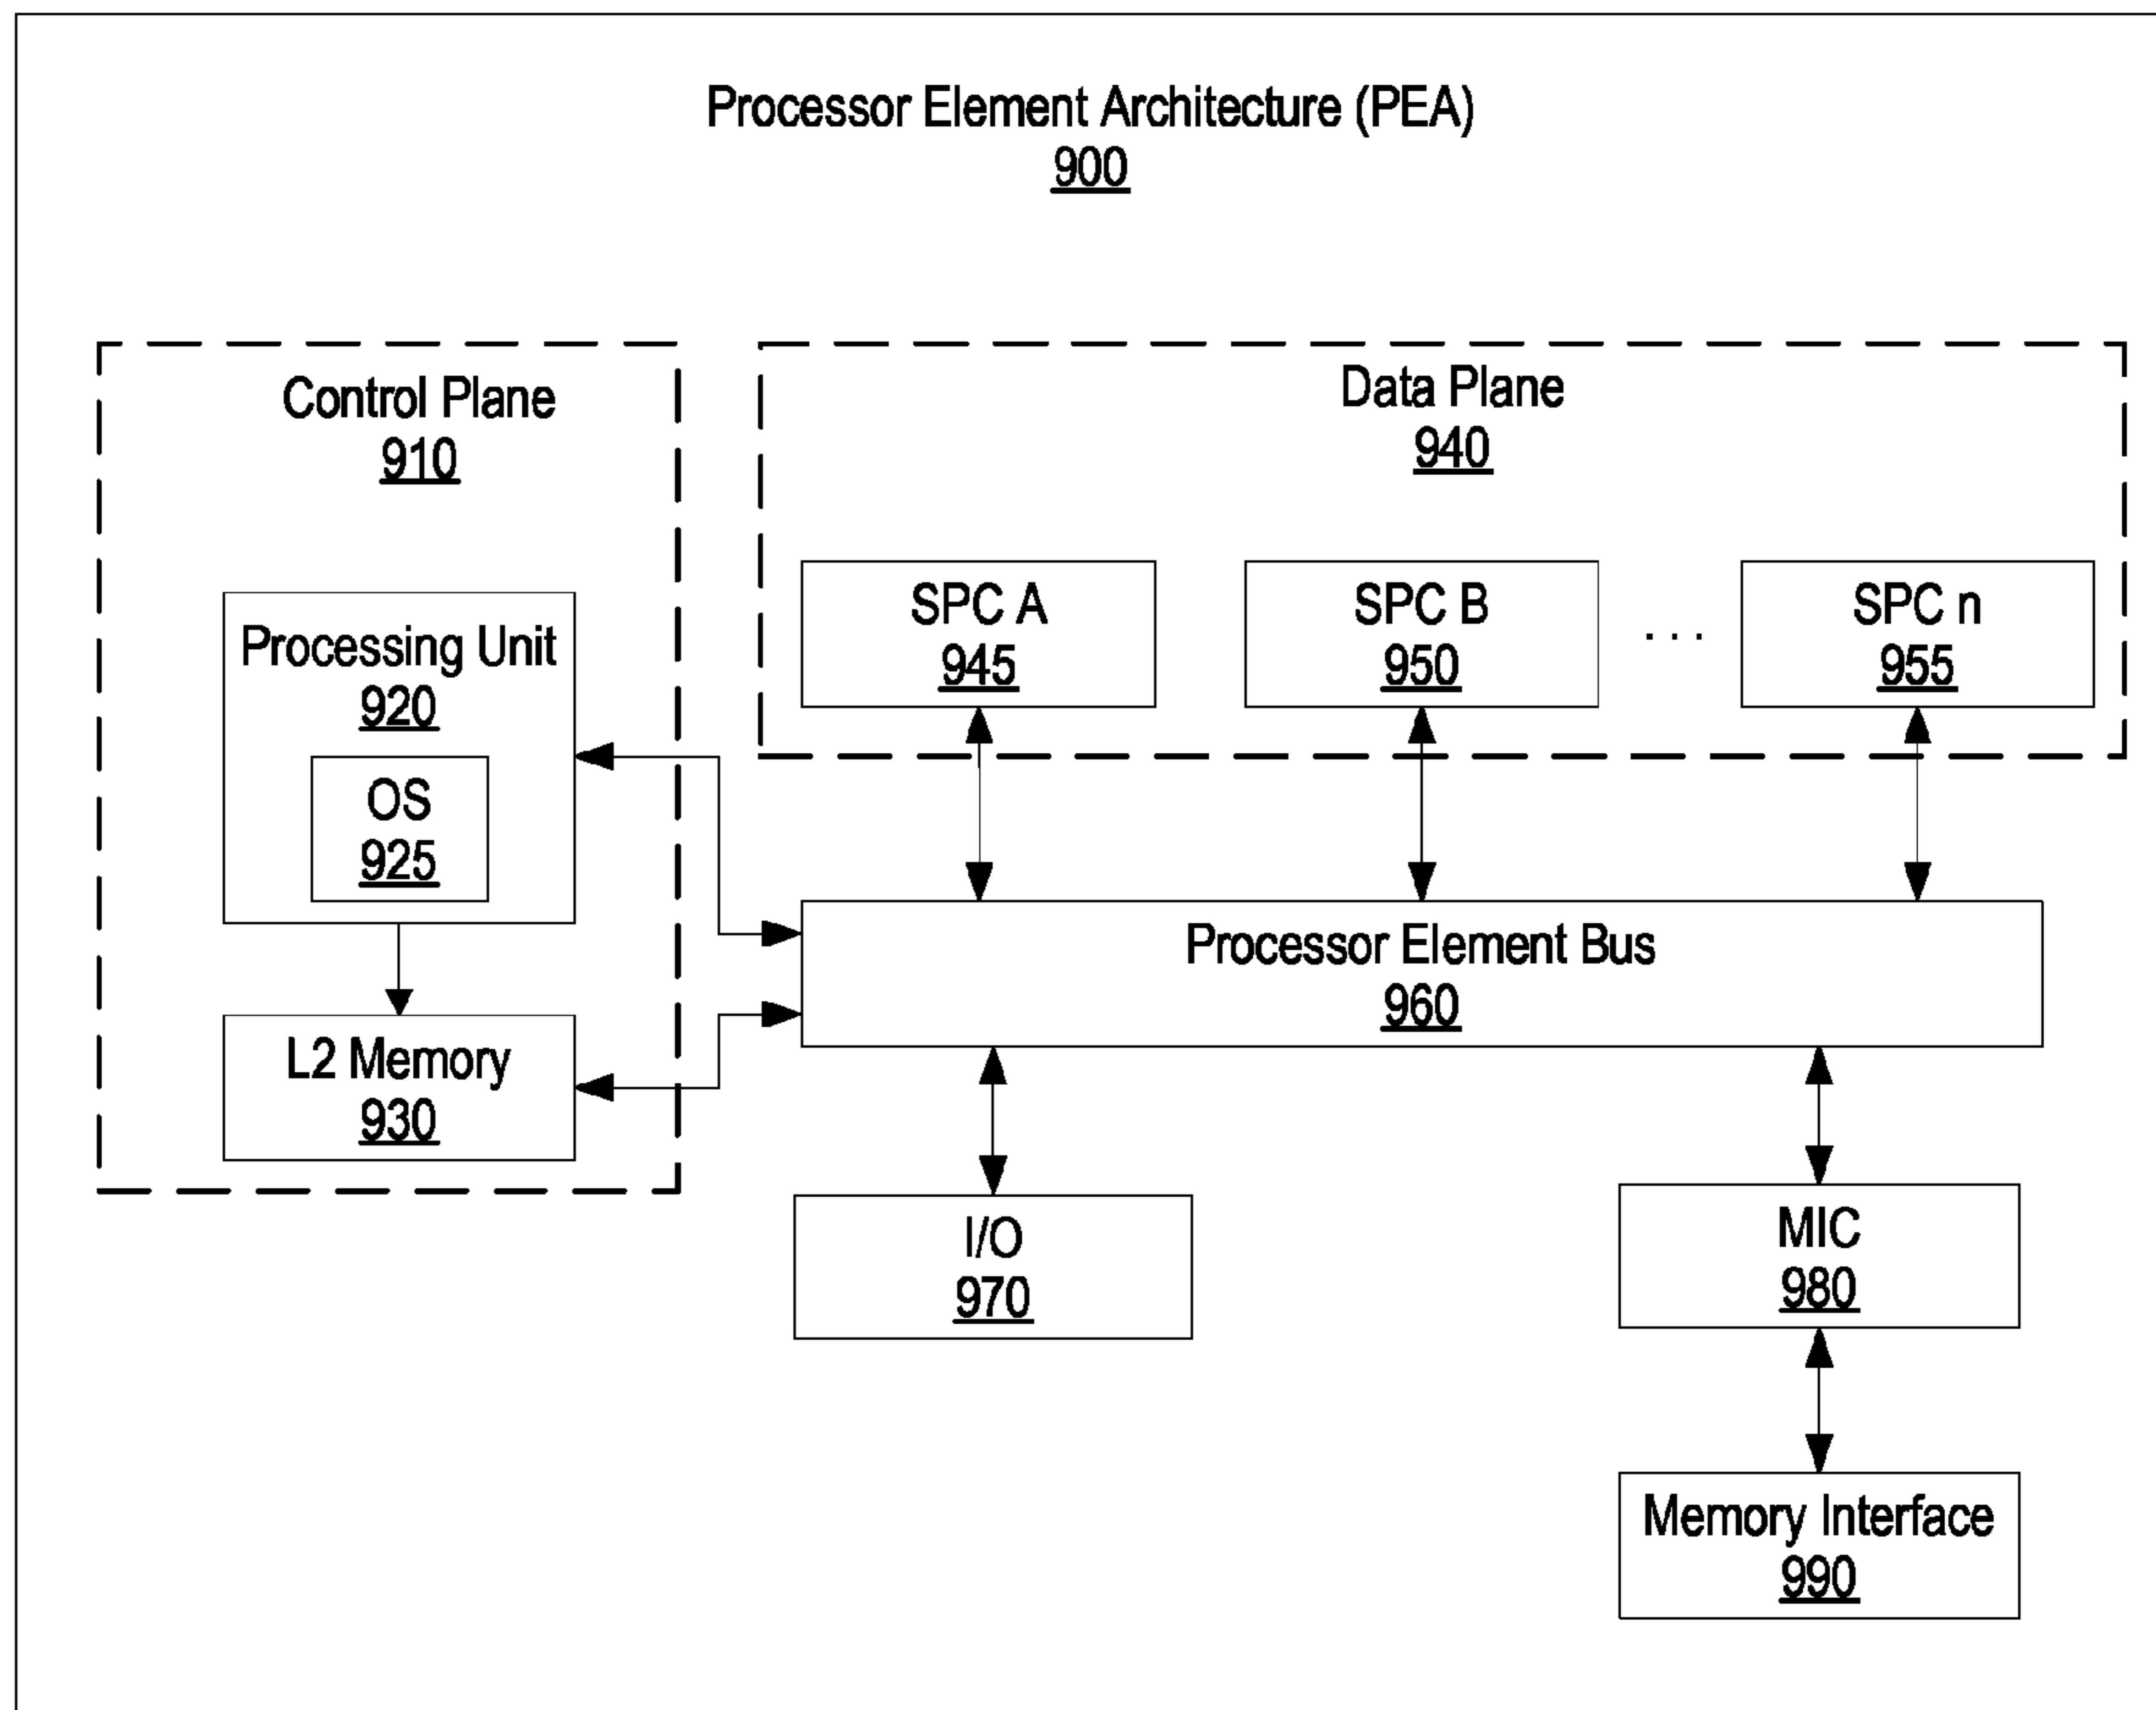 Processor Element Architecture (PEA)
900
Control Plane
910
Data Plane
940
Processing Unit
920
OS
925
L2 Memory
930
SPC A
945
SPC B
950
. . .
SPC n
955
Processor Element Bus
960
I/O
970
MIC
980
Memory Interface
990